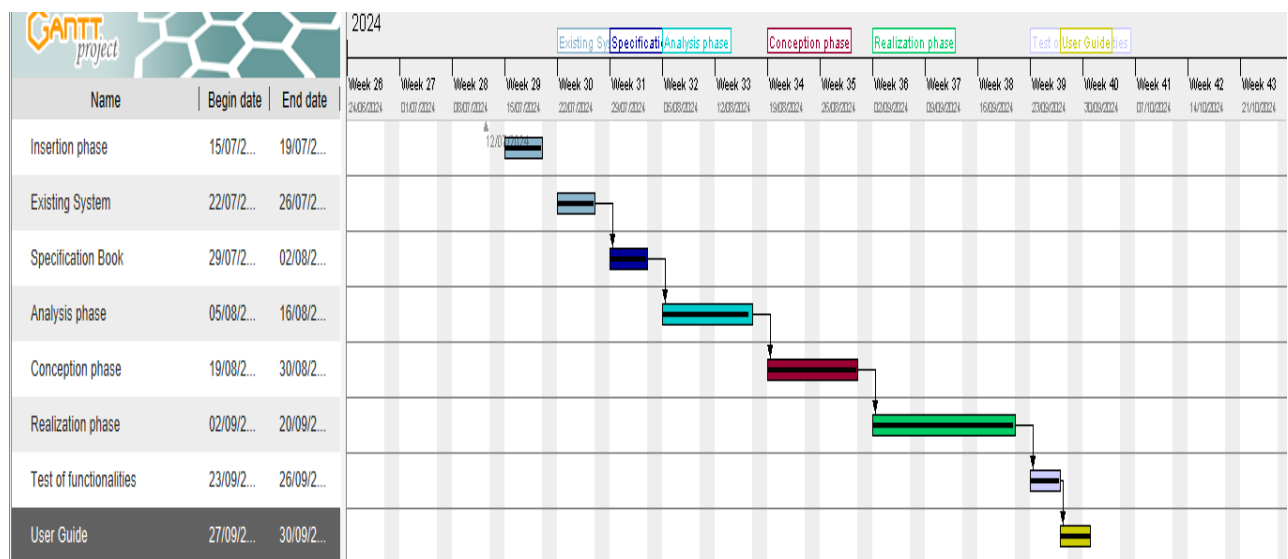 GANTT
project
2024
Existing Sy Specificati Analysis phase Conception phase Realization phase Test o User Guide ties
Week 26 Week 27 Week 28 Week 29 Week 30 Week 31 Week 32 Week 33 Week 34 Week 35 Week 36 Week 37 Week 38 Week 39 Week 40 Week 41 Week 42 Week 43
24/06/2024 01/07/2024 08/07/2024 15/07/2024 22/07/2024 29/07/2024 05/08/2024 12/08/2024 19/08/2024 26/08/2024 02/09/2024 09/09/2024 16/09/2024 23/09/2024 30/09/2024 07/10/2024 14/10/2024 21/10/2024
Name Begin date End date
12/07/2024
Insertion phase 15/07/2... 19/07/2...
Existing System 22/07/2... 26/07/2...
Specification Book 29/07/2... 02/08/2...
Analysis phase 05/08/2... 16/08/2...
Conception phase 19/08/2... 30/08/2...
Realization phase 02/09/2... 20/09/2...
Test of functionalities 23/09/2... 26/09/2...
User Guide 27/09/2... 30/09/2...